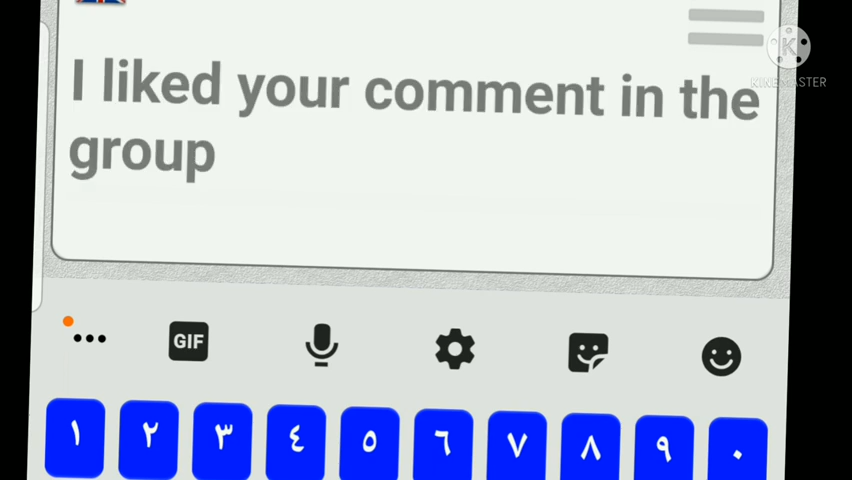 K
KINEMASTER
I liked your comment in the
group
GIF
١ ٢ ٣ ٤ ٥ ٦ ٧ ٨ ٩ ٠